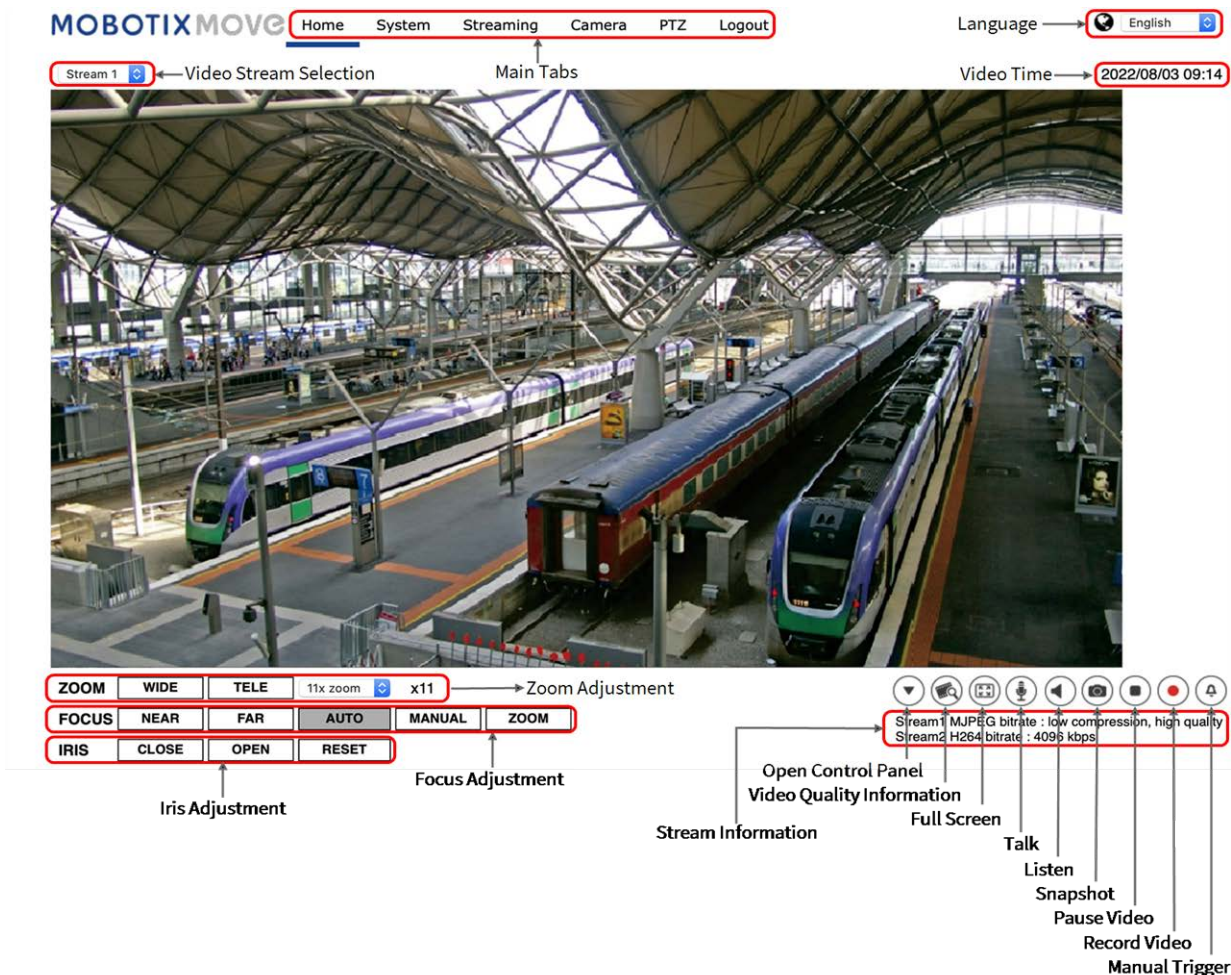 MOBOTIX MOVE
Home System Streaming Camera PTZ Logout
Language
English
Stream 1
Video Stream Selection
Main Tabs
Video Time
2022/08/03 09:14
ZOOM WIDE TELE 11x zoom x11
Zoom Adjustment
FOCUS NEAR FAR AUTO MANUAL ZOOM
IRIS CLOSE OPEN RESET
Stream1 MJPEG bitrate : low compression, high quality
Stream2 H264 bitrate : 4096 kbps
Focus Adjustment
Iris Adjustment
Open Control Panel
Video Quality Information
Full Screen
Stream Information
Talk
Listen
Snapshot
Pause Video
Record Video
Manual Trigger